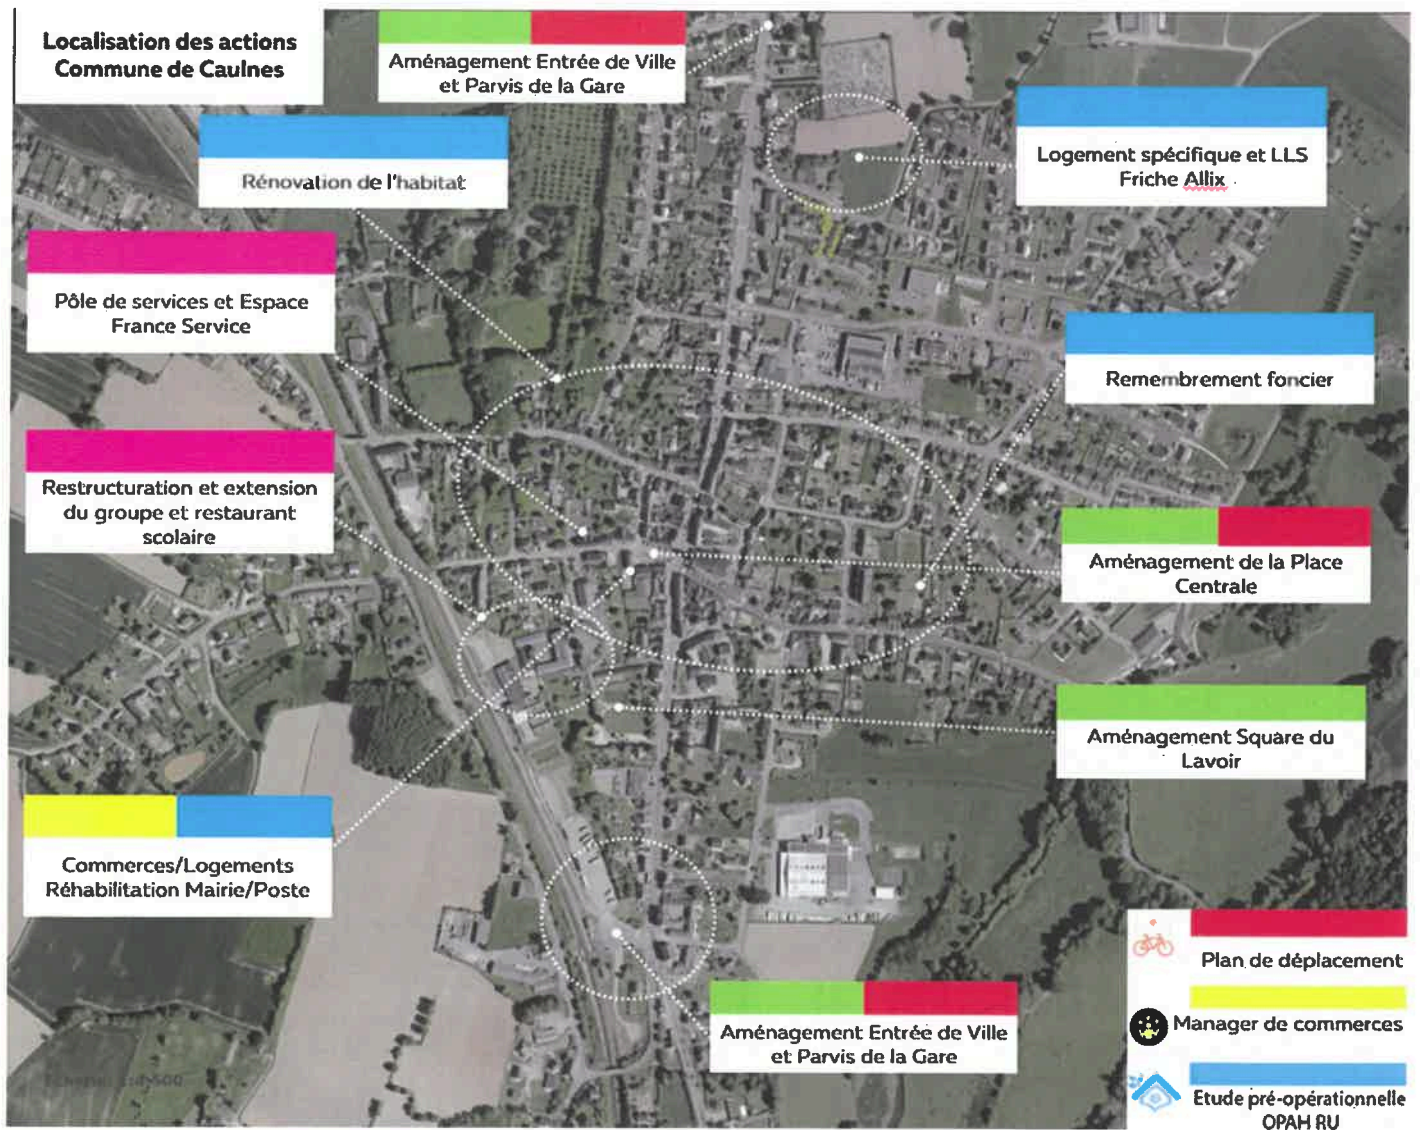 Localisation des actions
Commune de Caulnes
Aménagement Entrée de Ville
et Parvis de la Gare
Rénovation de l'habitat
Logement spécifique et LLS
Friche Allix
Pôle de services et Espace
France Service
Remembrement foncier
Restructuration et extension
du groupe et restaurant
scolaire
Aménagement de la Place
Centrale
Aménagement Square du
Lavoir
Commerces/Logements
Réhabilitation Mairie/Poste
Aménagement Entrée de Ville
et Parvis de la Gare
Plan de déplacement
Manager de commerces
Etude pré-opérationnelle
OPAH RU